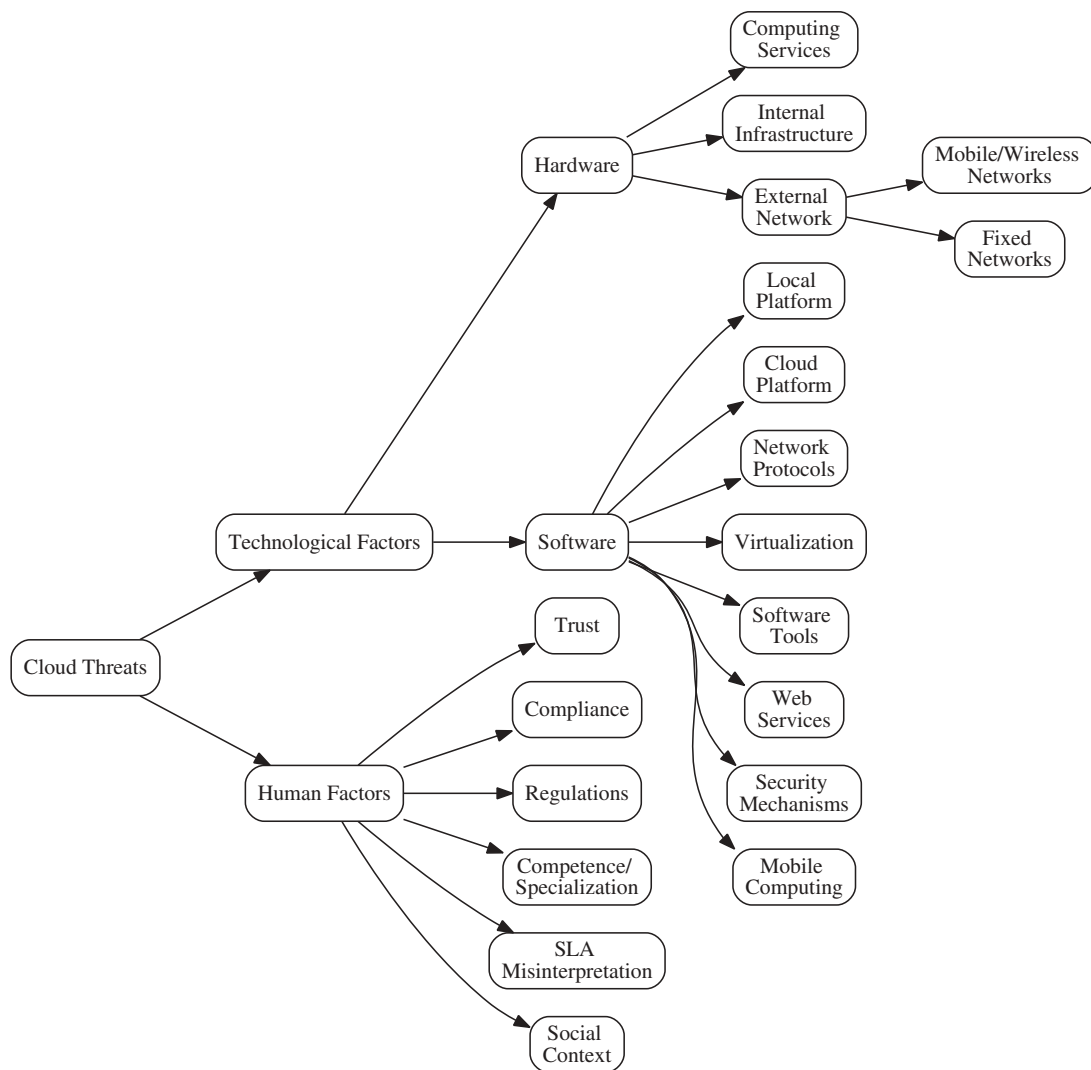 Computing
Services
Internal
Infrastructure
Hardware
Mobile/Wireless
Networks
External
Network
Fixed
Networks
Local
Platform
Cloud
Platform
Network
Protocols
Technological Factors
Software
Virtualization
Software
Tools
Trust
Cloud Threats
Web
Services
Compliance
Human Factors
Regulations
Security
Mechanisms
Competence/
Specialization
Mobile
Computing
SLA
Misinterpretation
Social
Context